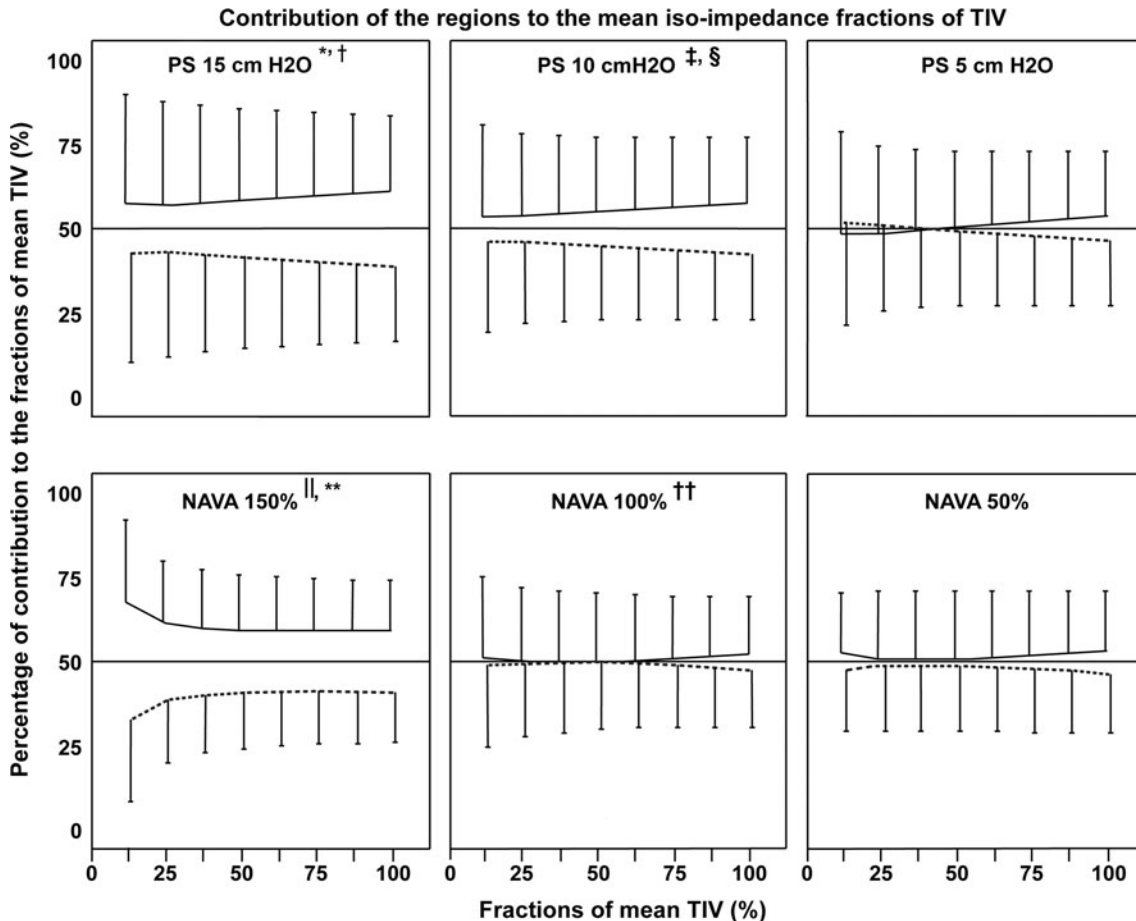 Contribution of the regions to the mean iso-impedance fractions of TIV
Percentage of contribution to the fractions of mean TIV (%)
PS 15 cm H2O *, †
PS 10 cmH2O ‡, §
PS 5 cm H2O
100
75
50
25
0
NAVA 150% ||, **
NAVA 100% ††
NAVA 50%
100
75
50
25
0
0 25 50 75 100
0 25 50 75 100
0 25 50 75 100
Fractions of mean TIV (%)